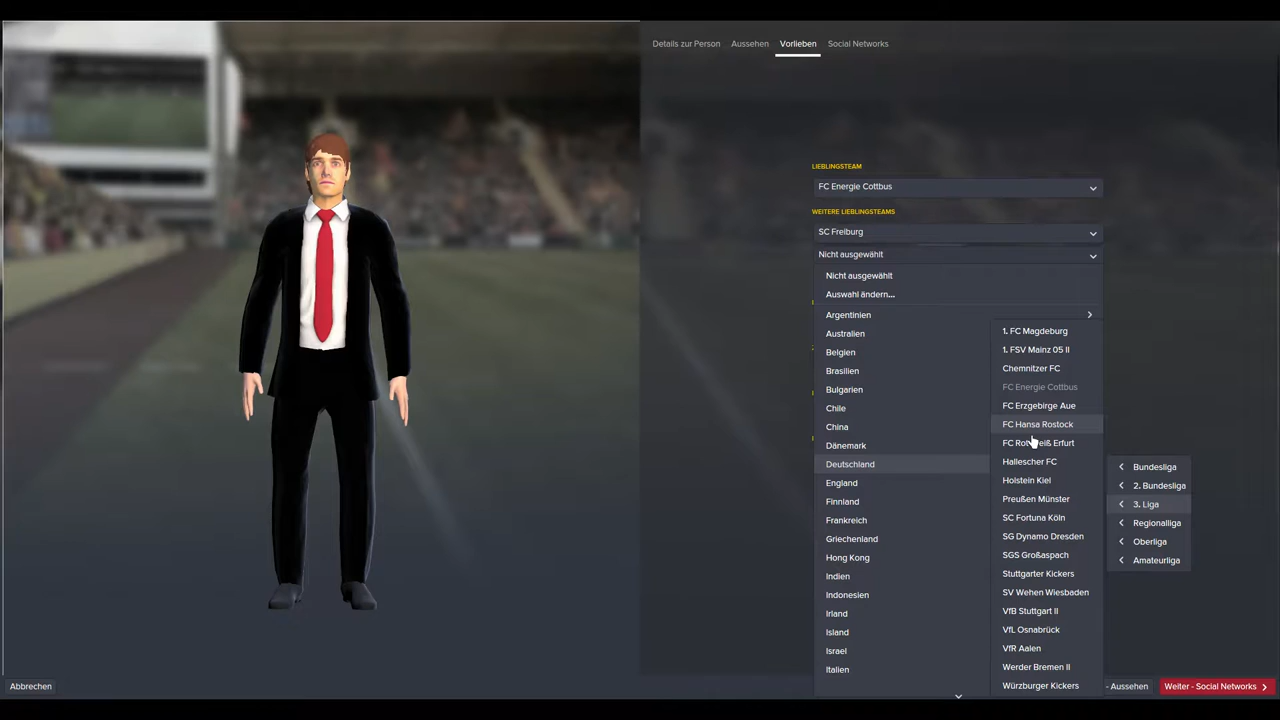 Details zur Person Aussehen Vorlieben Social Networks
LIEBLINGSTEAM
FC Energie Cottbus
WEITERE LIEBLINGSTEAMS
SC Freiburg
Nicht ausgewählt
Nicht ausgewählt
Auswahl ändern...
Argentinien
Australien
Belgien
Brasilien
Bulgarien
Chile
China
Dänemark
Deutschland
England
Finnland
Frankreich
Griechenland
Hong Kong
Indien
Indonesien
Irland
Island
Israel
Italien
1. FC Magdeburg
1. FSV Mainz 05 II
Chemnitzer FC
FC Energie Cottbus
FC Erzgebirge Aue
FC Hansa Rostock
FC Rot-Weiß Erfurt
Hallescher FC
Holstein Kiel
Preußen Münster
SC Fortuna Köln
SG Dynamo Dresden
SGS Großaspach
Stuttgarter Kickers
SV Wehen Wiesbaden
VfB Stuttgart II
VfL Osnabrück
VfR Aalen
Werder Bremen II
Würzburger Kickers
Bundesliga
2. Bundesliga
3. Liga
Regionalliga
Oberliga
Amateurliga
Abbrechen
- Aussehen
Weiter - Social Networks